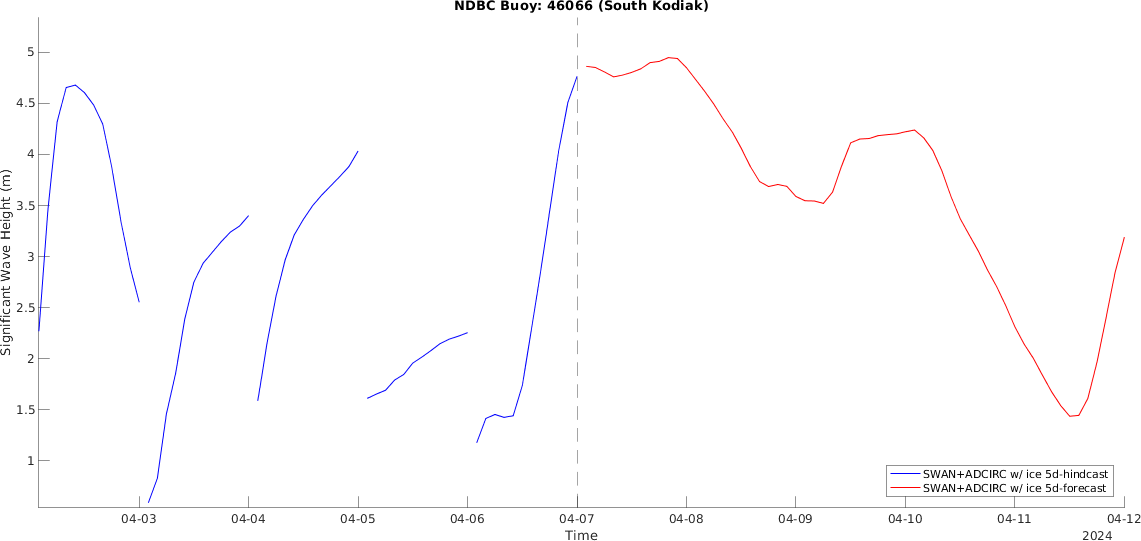 NDBC Buoy: 46066 (South Kodiak)
Significant Wave Height (m)
5
4.5
4
3.5
3
2.5
2
1.5
1
SWAN+ADCIRC w/ ice 5d-hindcast
SWAN+ADCIRC w/ ice 5d-forecast
04-03 04-04 04-05 04-06 04-07 04-08 04-09 04-10 04-11 04-12
Time
2024